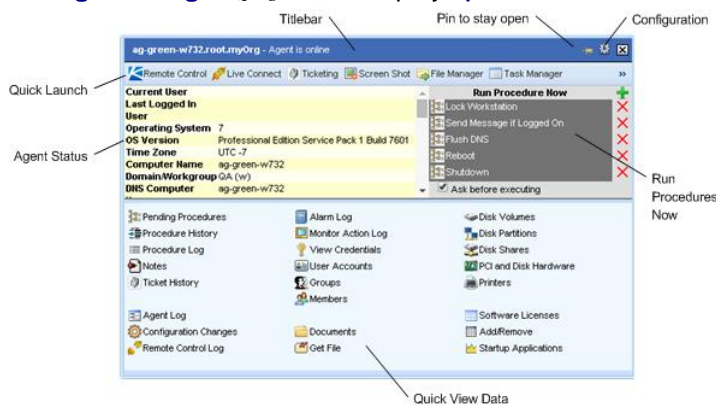 Titlebar
Pin to stay open
Configuration
ag-green-w732.root.myOrg - Agent is online
Quick Launch
Remote Control Live Connect Ticketing Screen Shot File Manager Task Manager »
Current User
Last Logged In
User
Operating System 7
OS Version Professional Edition Service Pack 1 Build 7601
Time Zone UTC -7
Computer Name ag-green-w732
Domain/Workgroup QA (w)
DNS Computer ag-green-w732
Agent Status
Run Procedure Now
Lock Workstation
Send Message if Logged On
Flush DNS
Reboot
Shutdown
Ask before executing
Run
Procedures
Now
Pending Procedures
Procedure History
Procedure Log
Notes
Ticket History
Alarm Log
Monitor Action Log
View Credentials
User Accounts
Groups
Members
Disk Volumes
Disk Partitions
Disk Shares
PCI and Disk Hardware
Printers
Agent Log
Configuration Changes
Remote Control Log
Documents
Get File
Software Licenses
Add/Remove
Startup Applications
Quick View Data